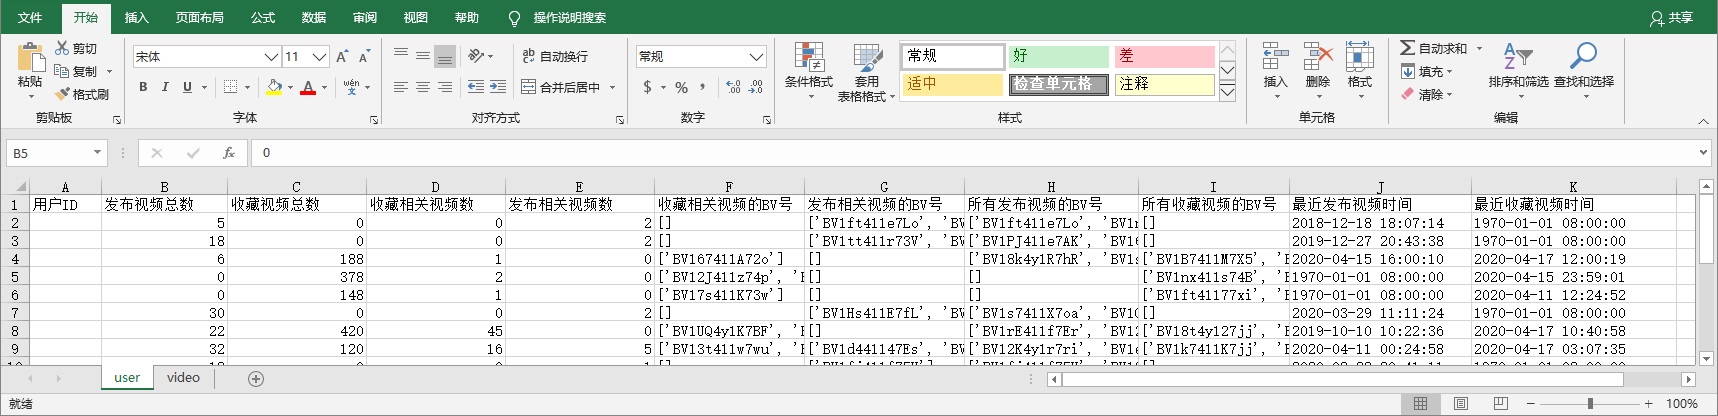 文件 开始 插入 页面布局 公式 数据 审阅 视图 帮助 操作说明搜索 共享
剪切 宋体 11 A A ab 自动换行 常规 常规 好 差 自动求和
粘贴 复制 条件格式 套用 表格格式 插入 删除 格式 填充 排序和筛选 查找和选择
格式刷 B I U A wén 文 合并后居中 $ % , 适中 检查单元格 注释 清除
剪贴板 字体 对齐方式 数字 样式 单元格 编辑
B5 fx 0
A B C D E F G H I J K
1 用户ID 发布视频总数 收藏视频总数 收藏相关视频数 发布相关视频数 收藏相关视频的BV号 发布相关视频的BV号 所有发布视频的BV号 所有收藏视频的BV号 最近发布视频时间 最近收藏视频时间
2 5 0 0 2 [] ['BV1ft411e7Lo', 'BV ['BV1ft411e7Lo', 'BV1 [] 2018-12-18 18:07:14 1970-01-01 08:00:00
3 18 0 0 2 [] ['BV1tt411r73V', 'BV ['BV1PJ411e7AK', 'BV16 [] 2019-12-27 20:43:38 1970-01-01 08:00:00
4 6 188 1 0 ['BV167411A72o'] [] ['BV18k4y1R7hR', 'BV1s ['BV1B7411M7X5', ' 2020-04-15 16:00:10 2020-04-17 12:00:19
5 0 378 2 0 ['BV12J411z74p', ' [] [] ['BV1nx411s74B', ' 1970-01-01 08:00:00 2020-04-15 23:59:01
6 0 148 1 0 ['BV17s411K73w'] [] [] ['BV1ft41177xi', ' 1970-01-01 08:00:00 2020-04-11 12:24:52
7 30 0 0 2 [] ['BV1Hs411E7fL', 'BV ['BV1s7411X7oa', 'BV1 [] 2020-03-29 11:11:24 1970-01-01 08:00:00
8 22 420 45 0 ['BV1UQ4y1K7BF', ' [] ['BV1rE411f7Er', 'BV12 ['BV18t4y127jj', ' 2019-10-10 10:22:36 2020-04-17 10:40:58
9 32 120 16 5 ['BV13t411w7wu', ' ['BV1d441147Es', 'BV ['BV12K4y1r7ri', 'BV1 ['BV1k7411K7jj', ' 2020-04-11 00:24:58 2020-04-17 03:07:35
user video
就绪 100%